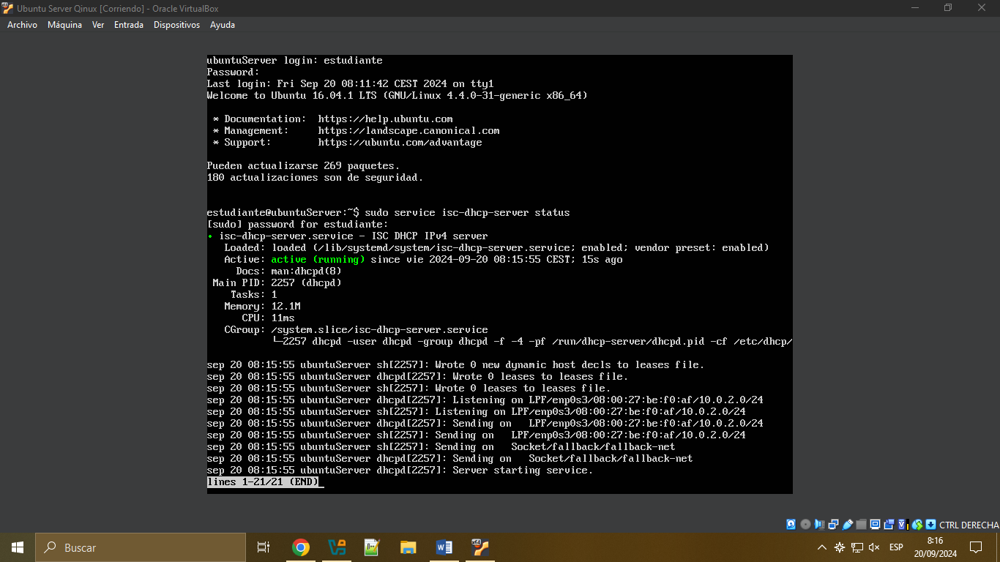 Ubuntu Server Qinux [Corriendo] - Oracle VirtualBox
Archivo Máquina Ver Entrada Dispositivos Ayuda
ubuntuServer login: estudiante
Password:
Last login: Fri Sep 20 08:11:42 CEST 2024 on tty1
Welcome to Ubuntu 16.04.1 LTS (GNU/Linux 4.4.0-31-generic x86_64)
* Documentation: https://help.ubuntu.com
* Management: https://landscape.canonical.com
* Support: https://ubuntu.com/advantage
Pueden actualizarse 269 paquetes.
180 actualizaciones son de seguridad.
estudiante@ubuntuServer:~$ sudo service isc-dhcp-server status
[sudo] password for estudiante:
● isc-dhcp-server.service - ISC DHCP IPv4 server
Loaded: loaded (/lib/systemd/system/isc-dhcp-server.service; enabled; vendor preset: enabled)
Active: active (running) since vie 2024-09-20 08:15:55 CEST; 15s ago
Docs: man:dhcpd(8)
Main PID: 2257 (dhcpd)
Tasks: 1
Memory: 12.1M
CPU: 11ms
CGroup: /system.slice/isc-dhcp-server.service
└─2257 dhcpd -user dhcpd -group dhcpd -f -4 -pf /run/dhcp-server/dhcpd.pid -cf /etc/dhcp/
sep 20 08:15:55 ubuntuServer sh[2257]: Wrote 0 new dynamic host decls to leases file.
sep 20 08:15:55 ubuntuServer dhcpd[2257]: Wrote 0 leases to leases file.
sep 20 08:15:55 ubuntuServer sh[2257]: Wrote 0 leases to leases file.
sep 20 08:15:55 ubuntuServer dhcpd[2257]: Listening on LPF/enp0s3/08:00:27:be:f0:af/10.0.2.0/24
sep 20 08:15:55 ubuntuServer sh[2257]: Listening on LPF/enp0s3/08:00:27:be:f0:af/10.0.2.0/24
sep 20 08:15:55 ubuntuServer dhcpd[2257]: Sending on   LPF/enp0s3/08:00:27:be:f0:af/10.0.2.0/24
sep 20 08:15:55 ubuntuServer sh[2257]: Sending on   LPF/enp0s3/08:00:27:be:f0:af/10.0.2.0/24
sep 20 08:15:55 ubuntuServer sh[2257]: Sending on   Socket/fallback/fallback-net
sep 20 08:15:55 ubuntuServer dhcpd[2257]: Sending on   Socket/fallback/fallback-net
sep 20 08:15:55 ubuntuServer dhcpd[2257]: Server starting service.
lines 1-21/21 (END)
CTRL DERECHA
Buscar
ESP
8:16
20/09/2024